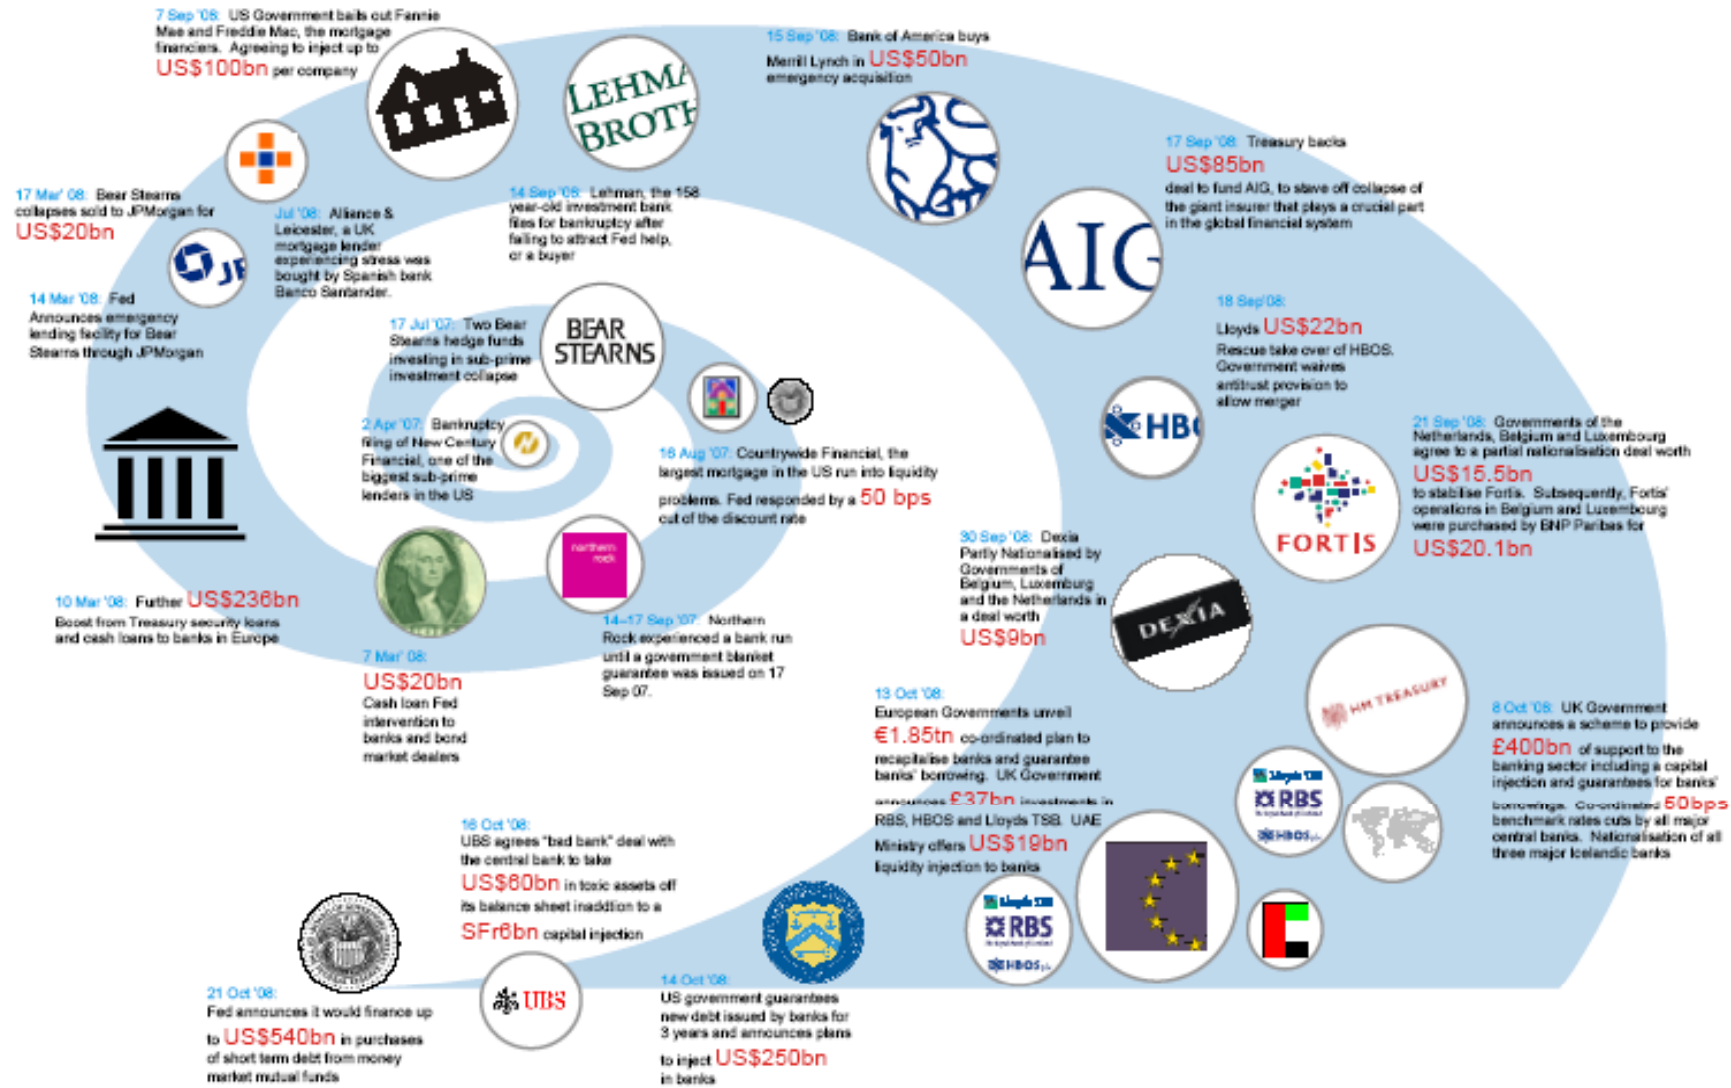 7 Sep '08: US Government bails out Fannie
Mae and Freddie Mac, the mortgage
financiers. Agreeing to inject up to
US$100bn per company
LEHMA
BROTH
15 Sep '08: Bank of America buys
Merrill Lynch in US$50bn
emergency acquisition
17 Sep '08: Treasury backs
US$85bn
deal to fund AIG, to stave off collapse of
the giant insurer that plays a crucial part
in the global financial system
AIG
17 Mar' 08: Bear Stearns
collapses sold to JPMorgan for
US$20bn
JP
Jul '08: Alliance &
Leicester, a UK
mortgage lender
experiencing stress was
bought by Spanish bank
Banco Santander.
14 Sep '08: Lehman, the 158
year-old investment bank
files for bankruptcy after
failing to attract Fed help,
or a buyer
14 Mar '08: Fed
Announces emergency
lending facility for Bear
Stearns through JPMorgan
17 Jul '07: Two Bear
Stearns hedge funds
investing in sub-prime
investment collapse
BEAR
STEARNS
18 Sep'08:
Lloyds US$22bn
Rescue take over of HBOS.
Government waives
antitrust provision to
allow merger
HBO
2 Apr '07: Bankruptcy
filing of New Century
Financial, one of the
biggest sub-prime
lenders in the US
16 Aug '07: Countrywide Financial, the
largest mortgage in the US run into liquidity
problems. Fed responded by a 50 bps
cut of the discount rate
21 Sep '08: Governments of the
Netherlands, Belgium and Luxembourg
agree to a partial nationalisation deal worth
US$15.5bn
to stabilise Fortis. Subsequently, Fortis'
operations in Belgium and Luxembourg
were purchased by BNP Paribas for
US$20.1bn
FORTIS
30 Sep '08: Dexia
Partly Nationalised by
Governments of
Belgium, Luxemburg
and the Netherlands in
a deal worth
US$9bn
DEXIA
northern
rock
10 Mar '08: Further US$236bn
Boost from Treasury security loans
and cash loans to banks in Europe
14–17 Sep '07: Northern
Rock experienced a bank run
until a government blanket
guarantee was issued on 17
Sep 07.
7 Mar' 08:
US$20bn
Cash loan Fed
intervention to
banks and bond
market dealers
HM TREASURY
13 Oct '08:
European Governments unveil
€1.85tn co-ordinated plan to
recapitalise banks and guarantee
banks' borrowing. UK Government
announces £37bn investments in
RBS, HBOS and Lloyds TSB. UAE
Ministry offers US$19bn
liquidity injection to banks
8 Oct '08: UK Government
announces a scheme to provide
£400bn of support to the
banking sector including a capital
injection and guarantees for banks'
borrowings. Co-ordinated 50bps
benchmark rates cuts by all major
central banks. Nationalisation of all
three major Icelandic banks
Lloyds TSB
RBS
HBOS plc
Lloyds TSB
RBS
HBOS plc
16 Oct '08:
UBS agrees "bad bank" deal with
the central bank to take
US$60bn in toxic assets off
its balance sheet inaddtion to a
SFr6bn capital injection
UBS
14 Oct '08:
US government guarantees
new debt issued by banks for
3 years and announces plans
to inject US$250bn
in banks
21 Oct '08:
Fed announces it would finance up
to US$540bn in purchases
of short term debt from money
market mutual funds